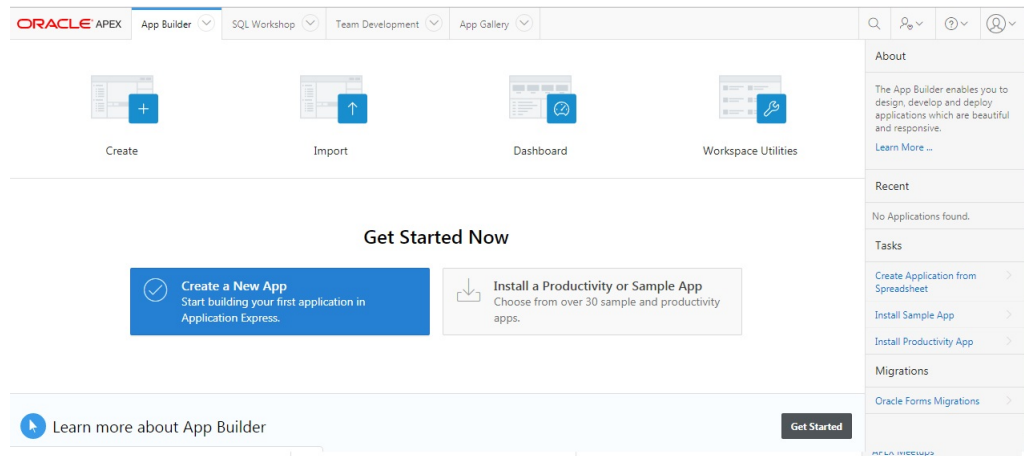 ORACLE APEX App Builder SQL Workshop Team Development App Gallery
Create
Import
Dashboard
Workspace Utilities
Get Started Now
Create a New App
Start building your first application in
Application Express.
Install a Productivity or Sample App
Choose from over 30 sample and productivity
apps.
Learn more about App Builder
Get Started
About
The App Builder enables you to
design, develop and deploy
applications which are beautiful
and responsive.
Learn More ...
Recent
No Applications found.
Tasks
Create Application from
Spreadsheet
Install Sample App
Install Productivity App
Migrations
Oracle Forms Migrations